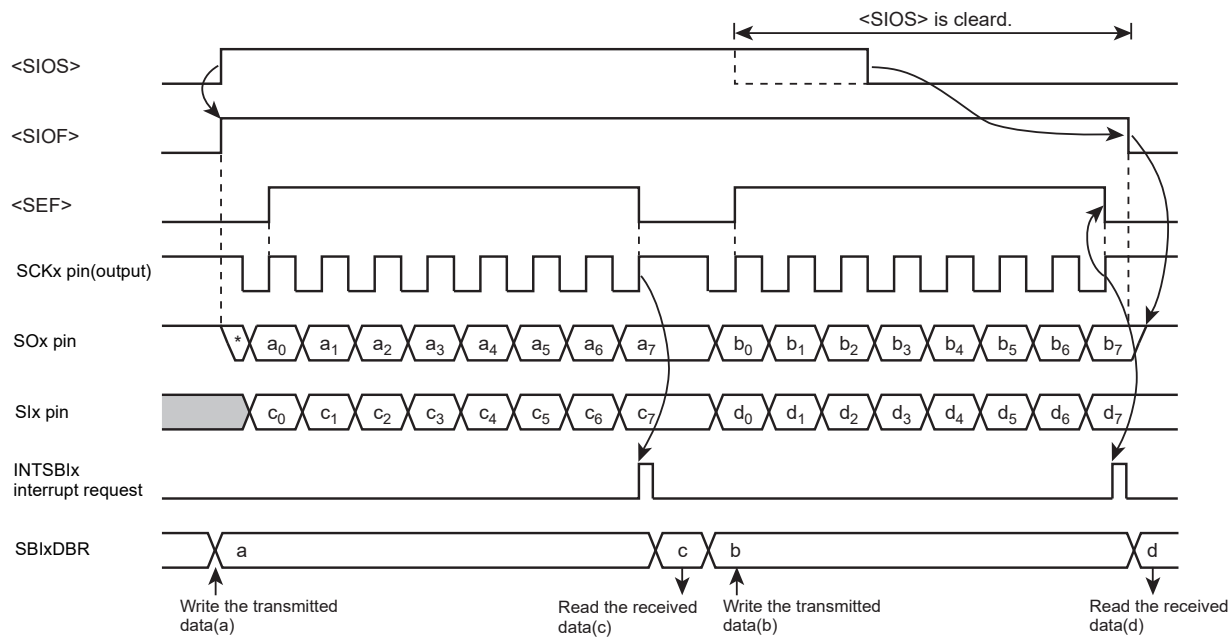 <SIOS> is cleard.
<SIOS>
<SIOF>
<SEF>
SCKx pin(output)
SOx pin
* a0 a1 a2 a3 a4 a5 a6 a7 b0 b1 b2 b3 b4 b5 b6 b7
SIx pin
c0 c1 c2 c3 c4 c5 c6 c7 d0 d1 d2 d3 d4 d5 d6 d7
INTSBIx
interrupt request
SBIxDBR
a c b d
Write the transmitted
data(a)
Read the received
data(c)
Write the transmitted
data(b)
Read the received
data(d)